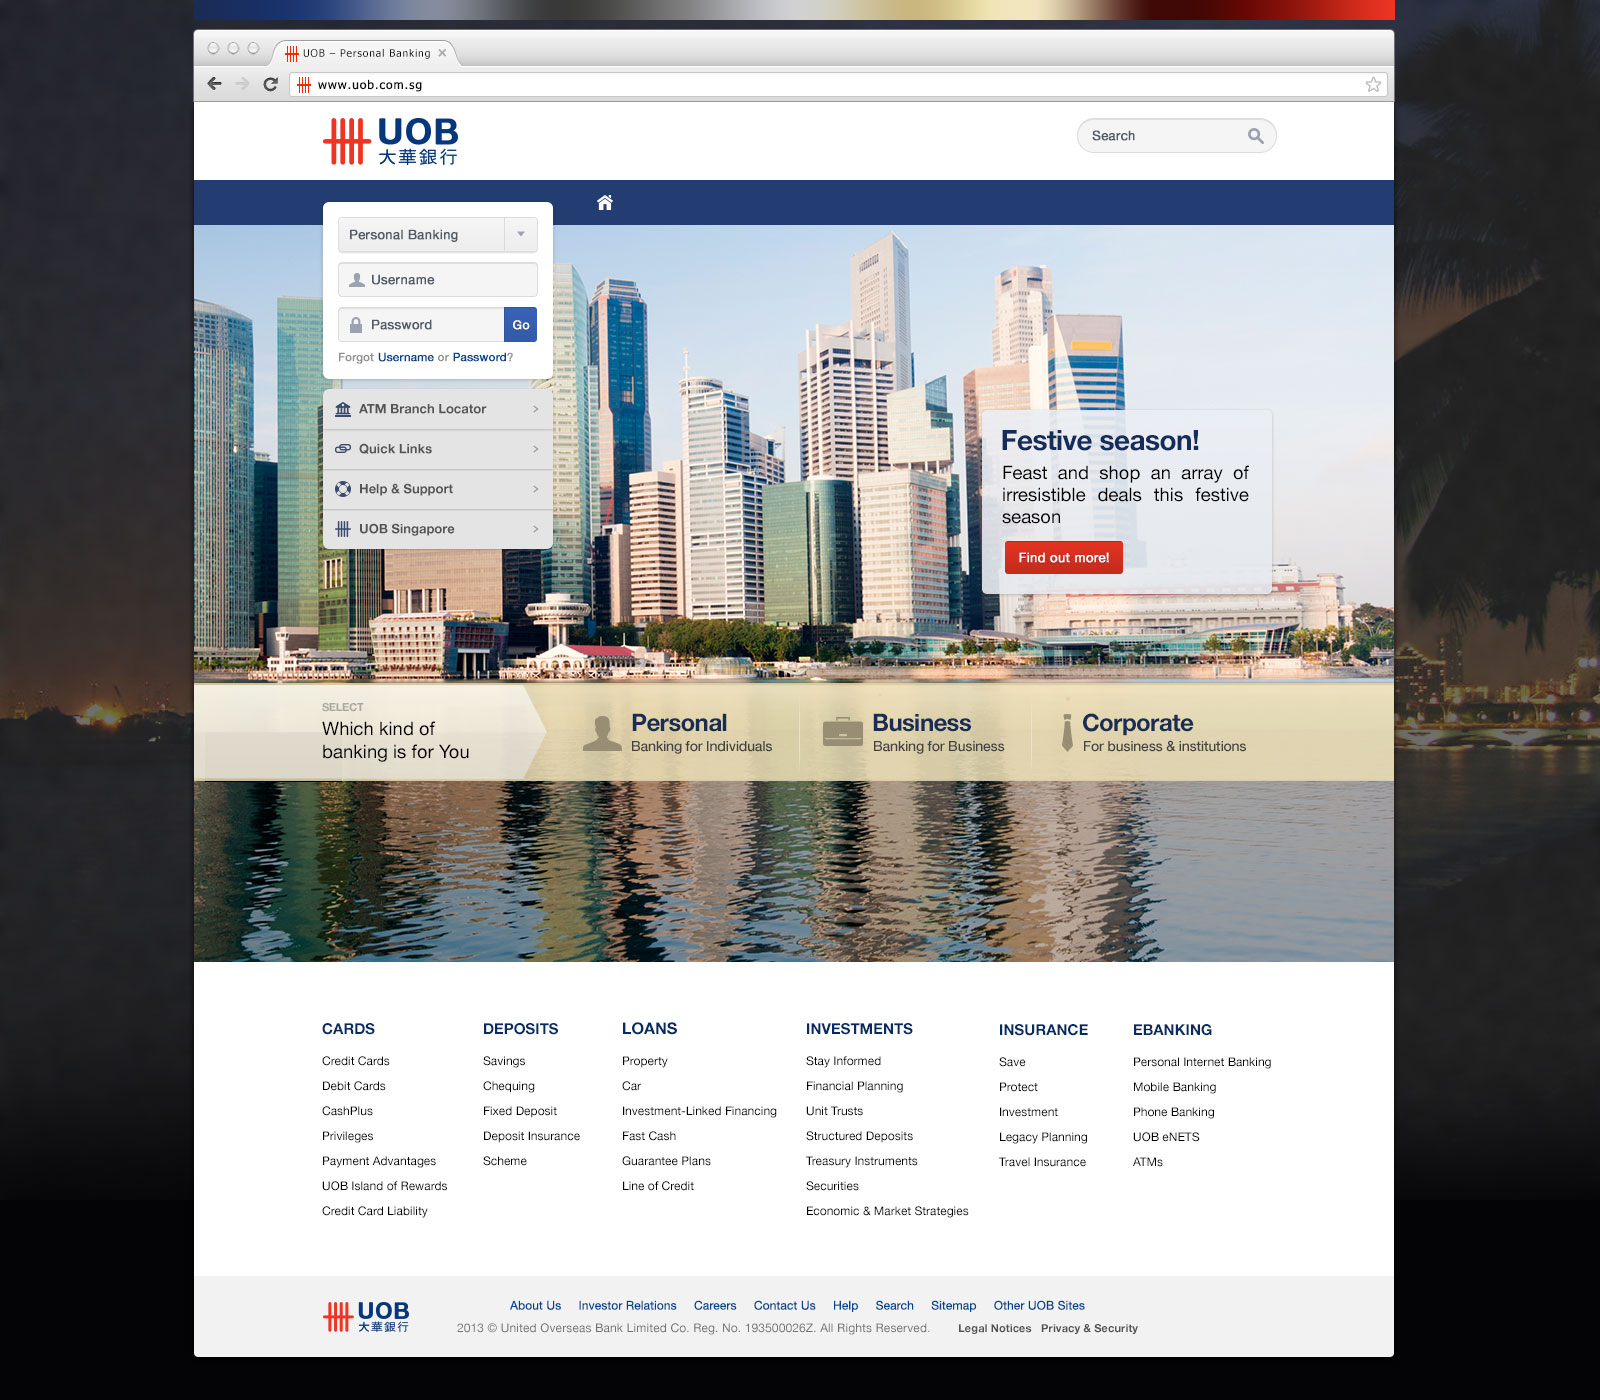 UOB – Personal Banking
www.uob.com.sg
UOB
大華銀行
Search
Personal Banking
Username
Password
Go
Forgot Username or Password?
ATM Branch Locator
Quick Links
Help & Support
UOB Singapore
Festive season!
Feast and shop an array of
irresistible deals this festive
season
Find out more!
SELECT
Which kind of
banking is for You
Personal
Banking for Individuals
Business
Banking for Business
Corporate
For business & institutions
CARDS
Credit Cards
Debit Cards
CashPlus
Privileges
Payment Advantages
UOB Island of Rewards
Credit Card Liability
DEPOSITS
Savings
Chequing
Fixed Deposit
Deposit Insurance
Scheme
LOANS
Property
Car
Investment-Linked Financing
Fast Cash
Guarantee Plans
Line of Credit
INVESTMENTS
Stay Informed
Financial Planning
Unit Trusts
Structured Deposits
Treasury Instruments
Securities
Economic & Market Strategies
INSURANCE
Save
Protect
Investment
Legacy Planning
Travel Insurance
EBANKING
Personal Internet Banking
Mobile Banking
Phone Banking
UOB eNETS
ATMs
UOB
大華銀行
About Us Investor Relations Careers Contact Us Help Search Sitemap Other UOB Sites
2013 © United Overseas Bank Limited Co. Reg. No. 193500026Z. All Rights Reserved. Legal Notices Privacy & Security